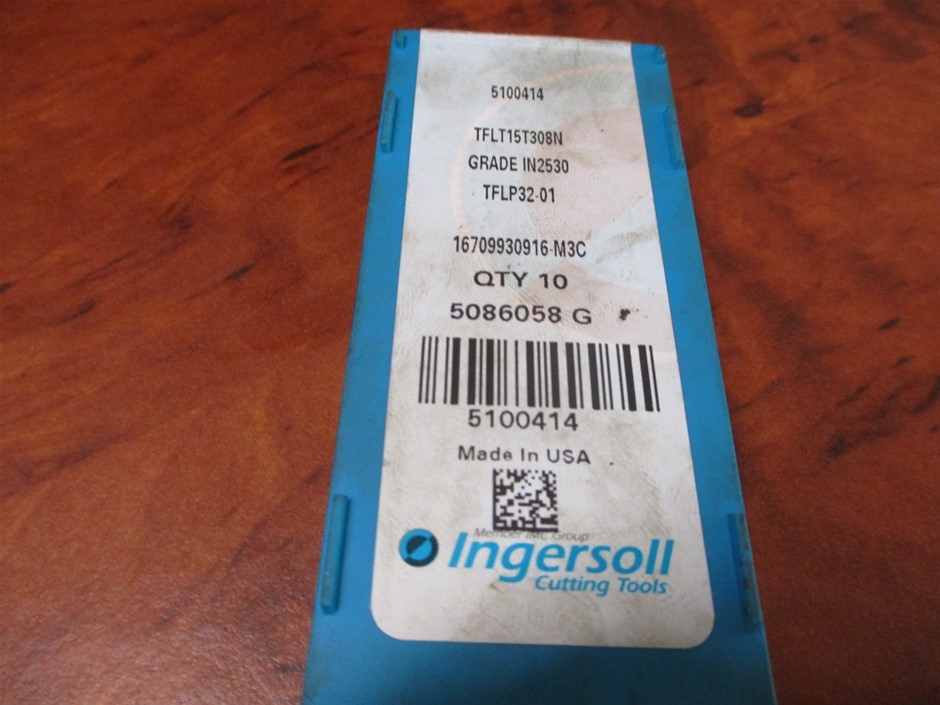 5100414
TFLT15T308N
GRADE IN2530
TFLP32-01
16709930916-M3C
QTY 10
5086058 G
5100414
Made In USA
Member IMC Group
Ingersoll
Cutting Tools